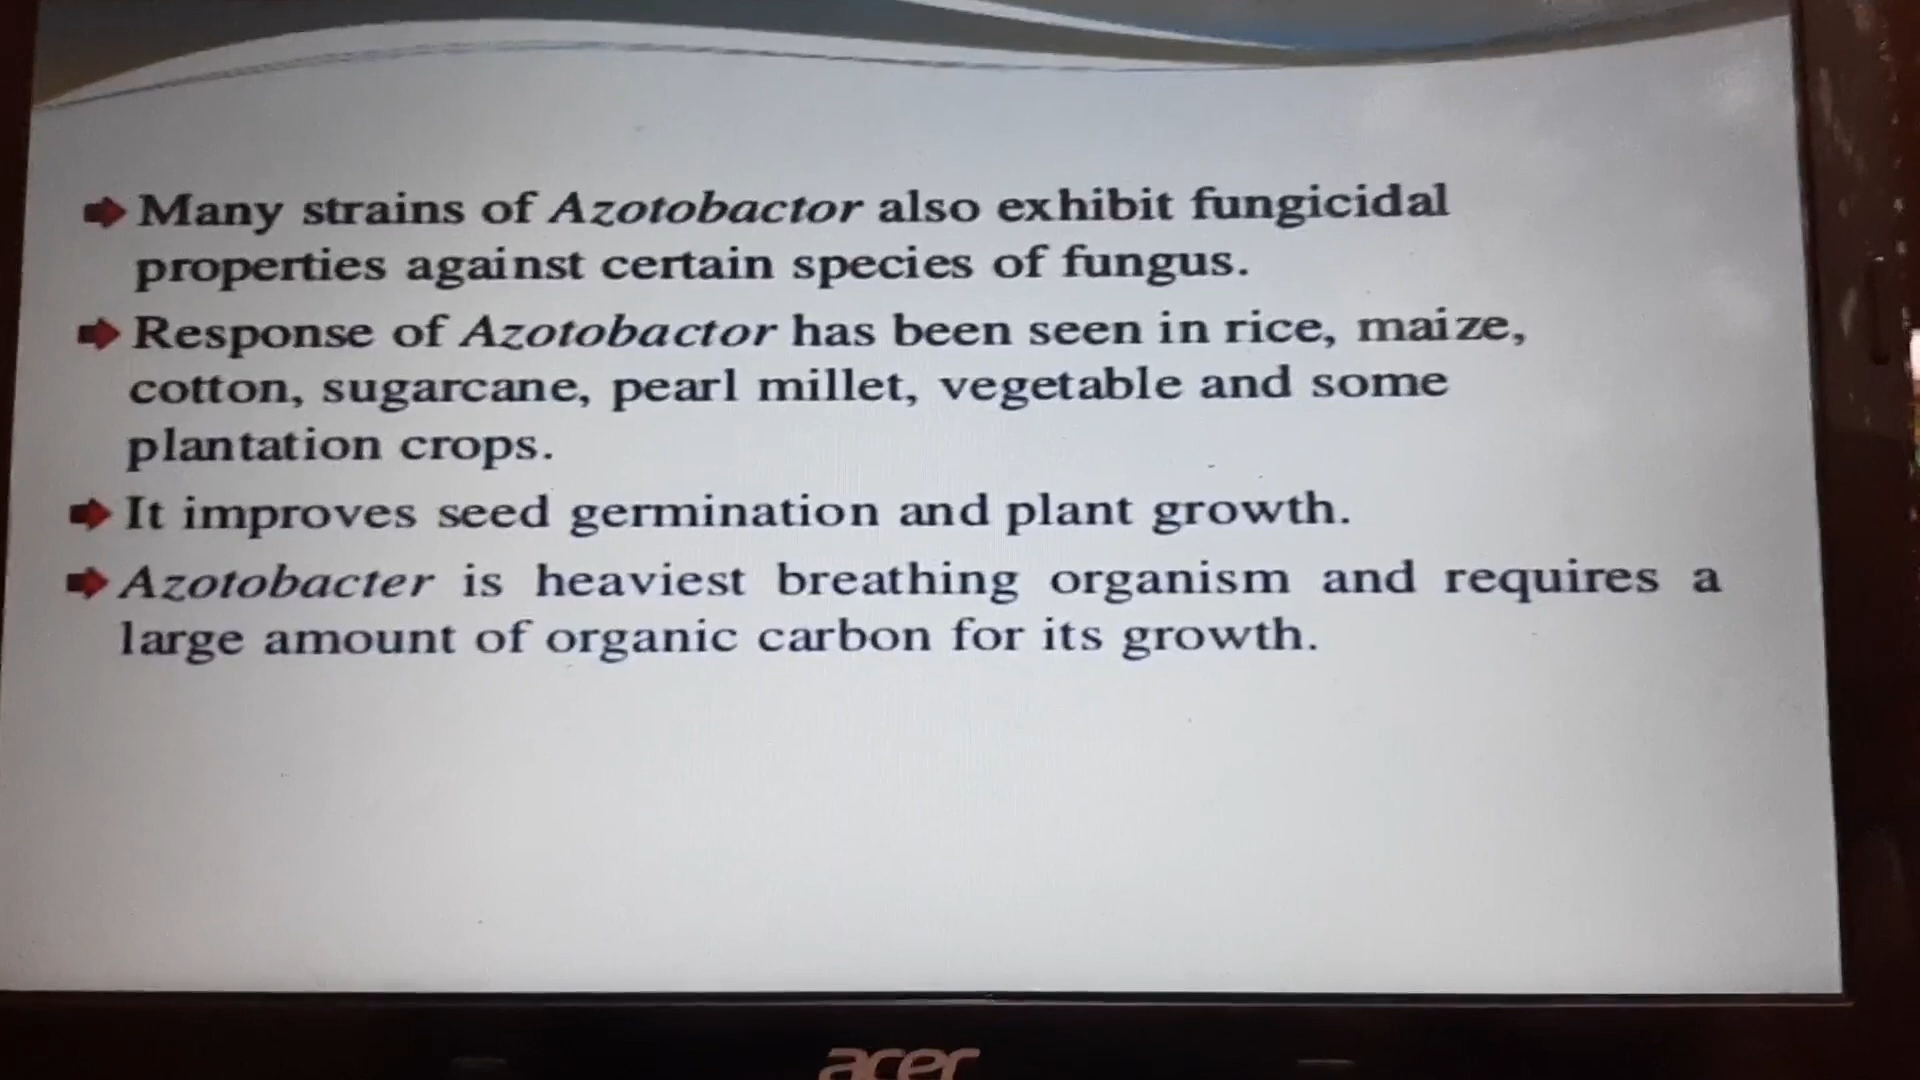 Many strains of Azotobactor also exhibit fungicidal
properties against certain species of fungus.
Response of Azotobactor has been seen in rice, maize,
cotton, sugarcane, pearl millet, vegetable and some
plantation crops.
It improves seed germination and plant growth.
Azotobacter is heaviest breathing organism and requires a
large amount of organic carbon for its growth.
acer